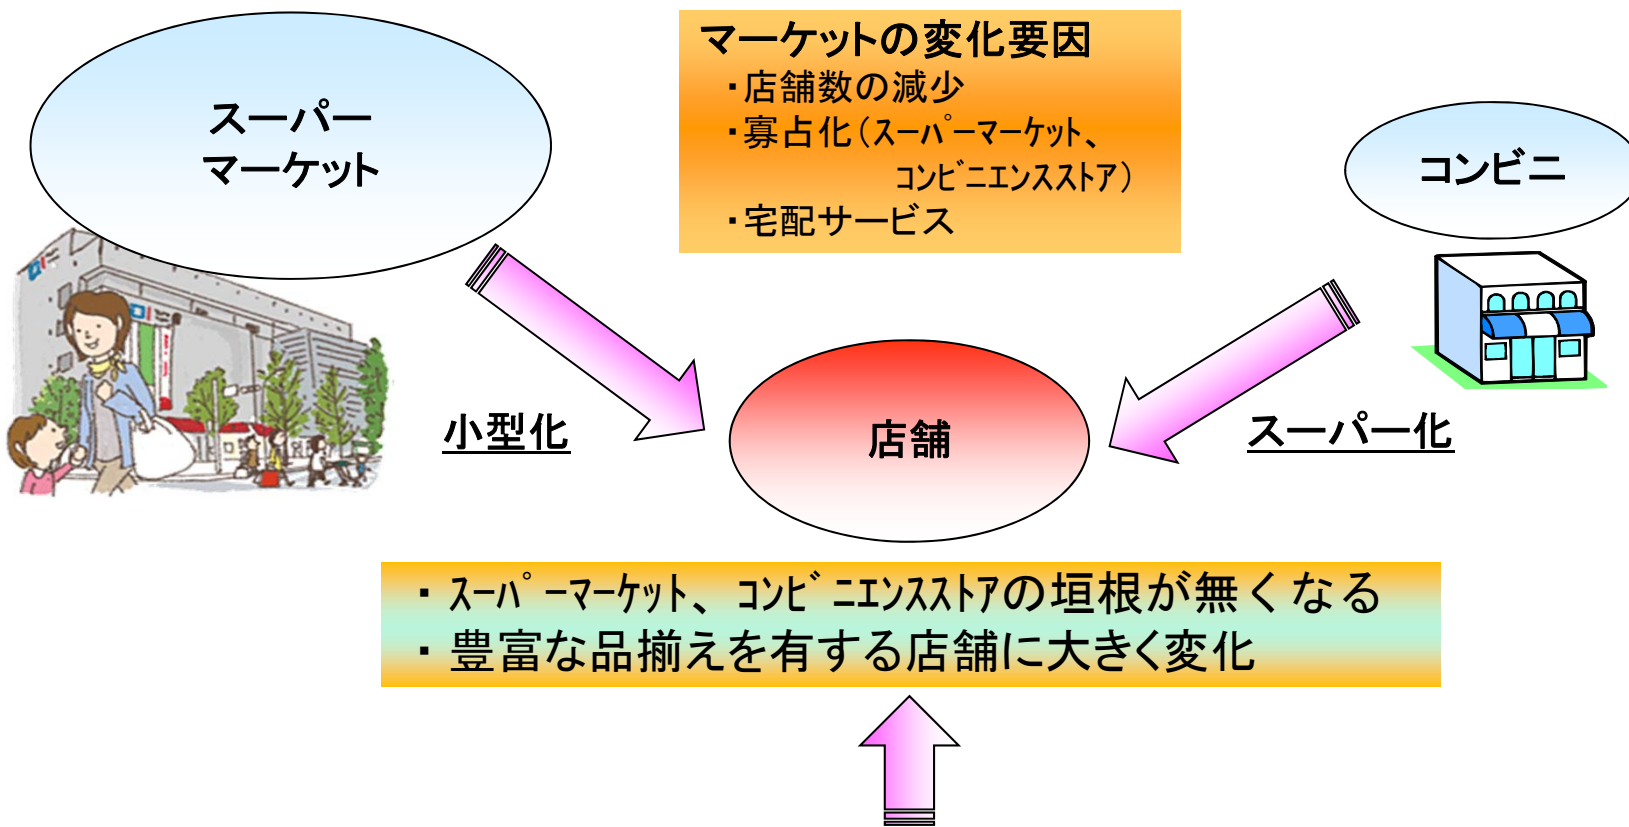 マーケットの変化要因
・店舗数の減少
・寡占化（ｽｰﾊﾟｰﾏｰｹｯﾄ、
ｺﾝﾋﾞﾆｴﾝｽｽﾄｱ）
・宅配サービス
スーパー
マーケット
コンビニ
小型化
店舗
スーパー化
・ｽｰﾊﾟｰﾏｰｹｯﾄ、ｺﾝﾋﾞﾆｴﾝｽｽﾄｱの垣根が無くなる
・豊富な品揃えを有する店舗に大きく変化